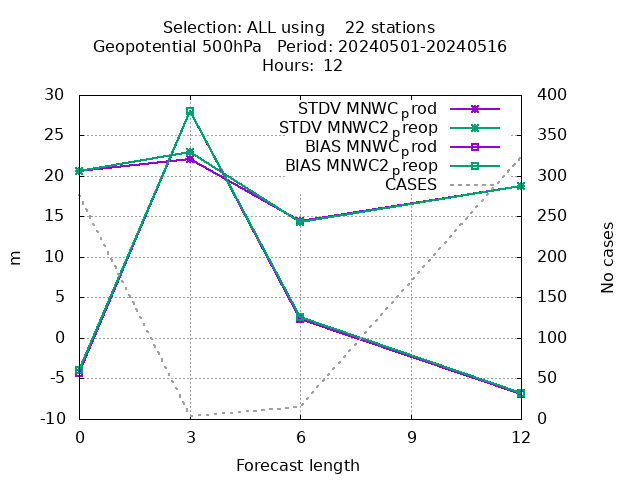 Selection: ALL using    22 stations
Geopotential 500hPa   Period: 20240501-20240516
Hours: 12
30
25
20
15
10
5
0
-5
-10
m
STDV MNWC_prod
STDV MNWC2_preop
BIAS MNWC_prod
BIAS MNWC2_preop
CASES
400
350
300
250
200
150
100
50
0
No cases
0 3 6 9 12
Forecast length